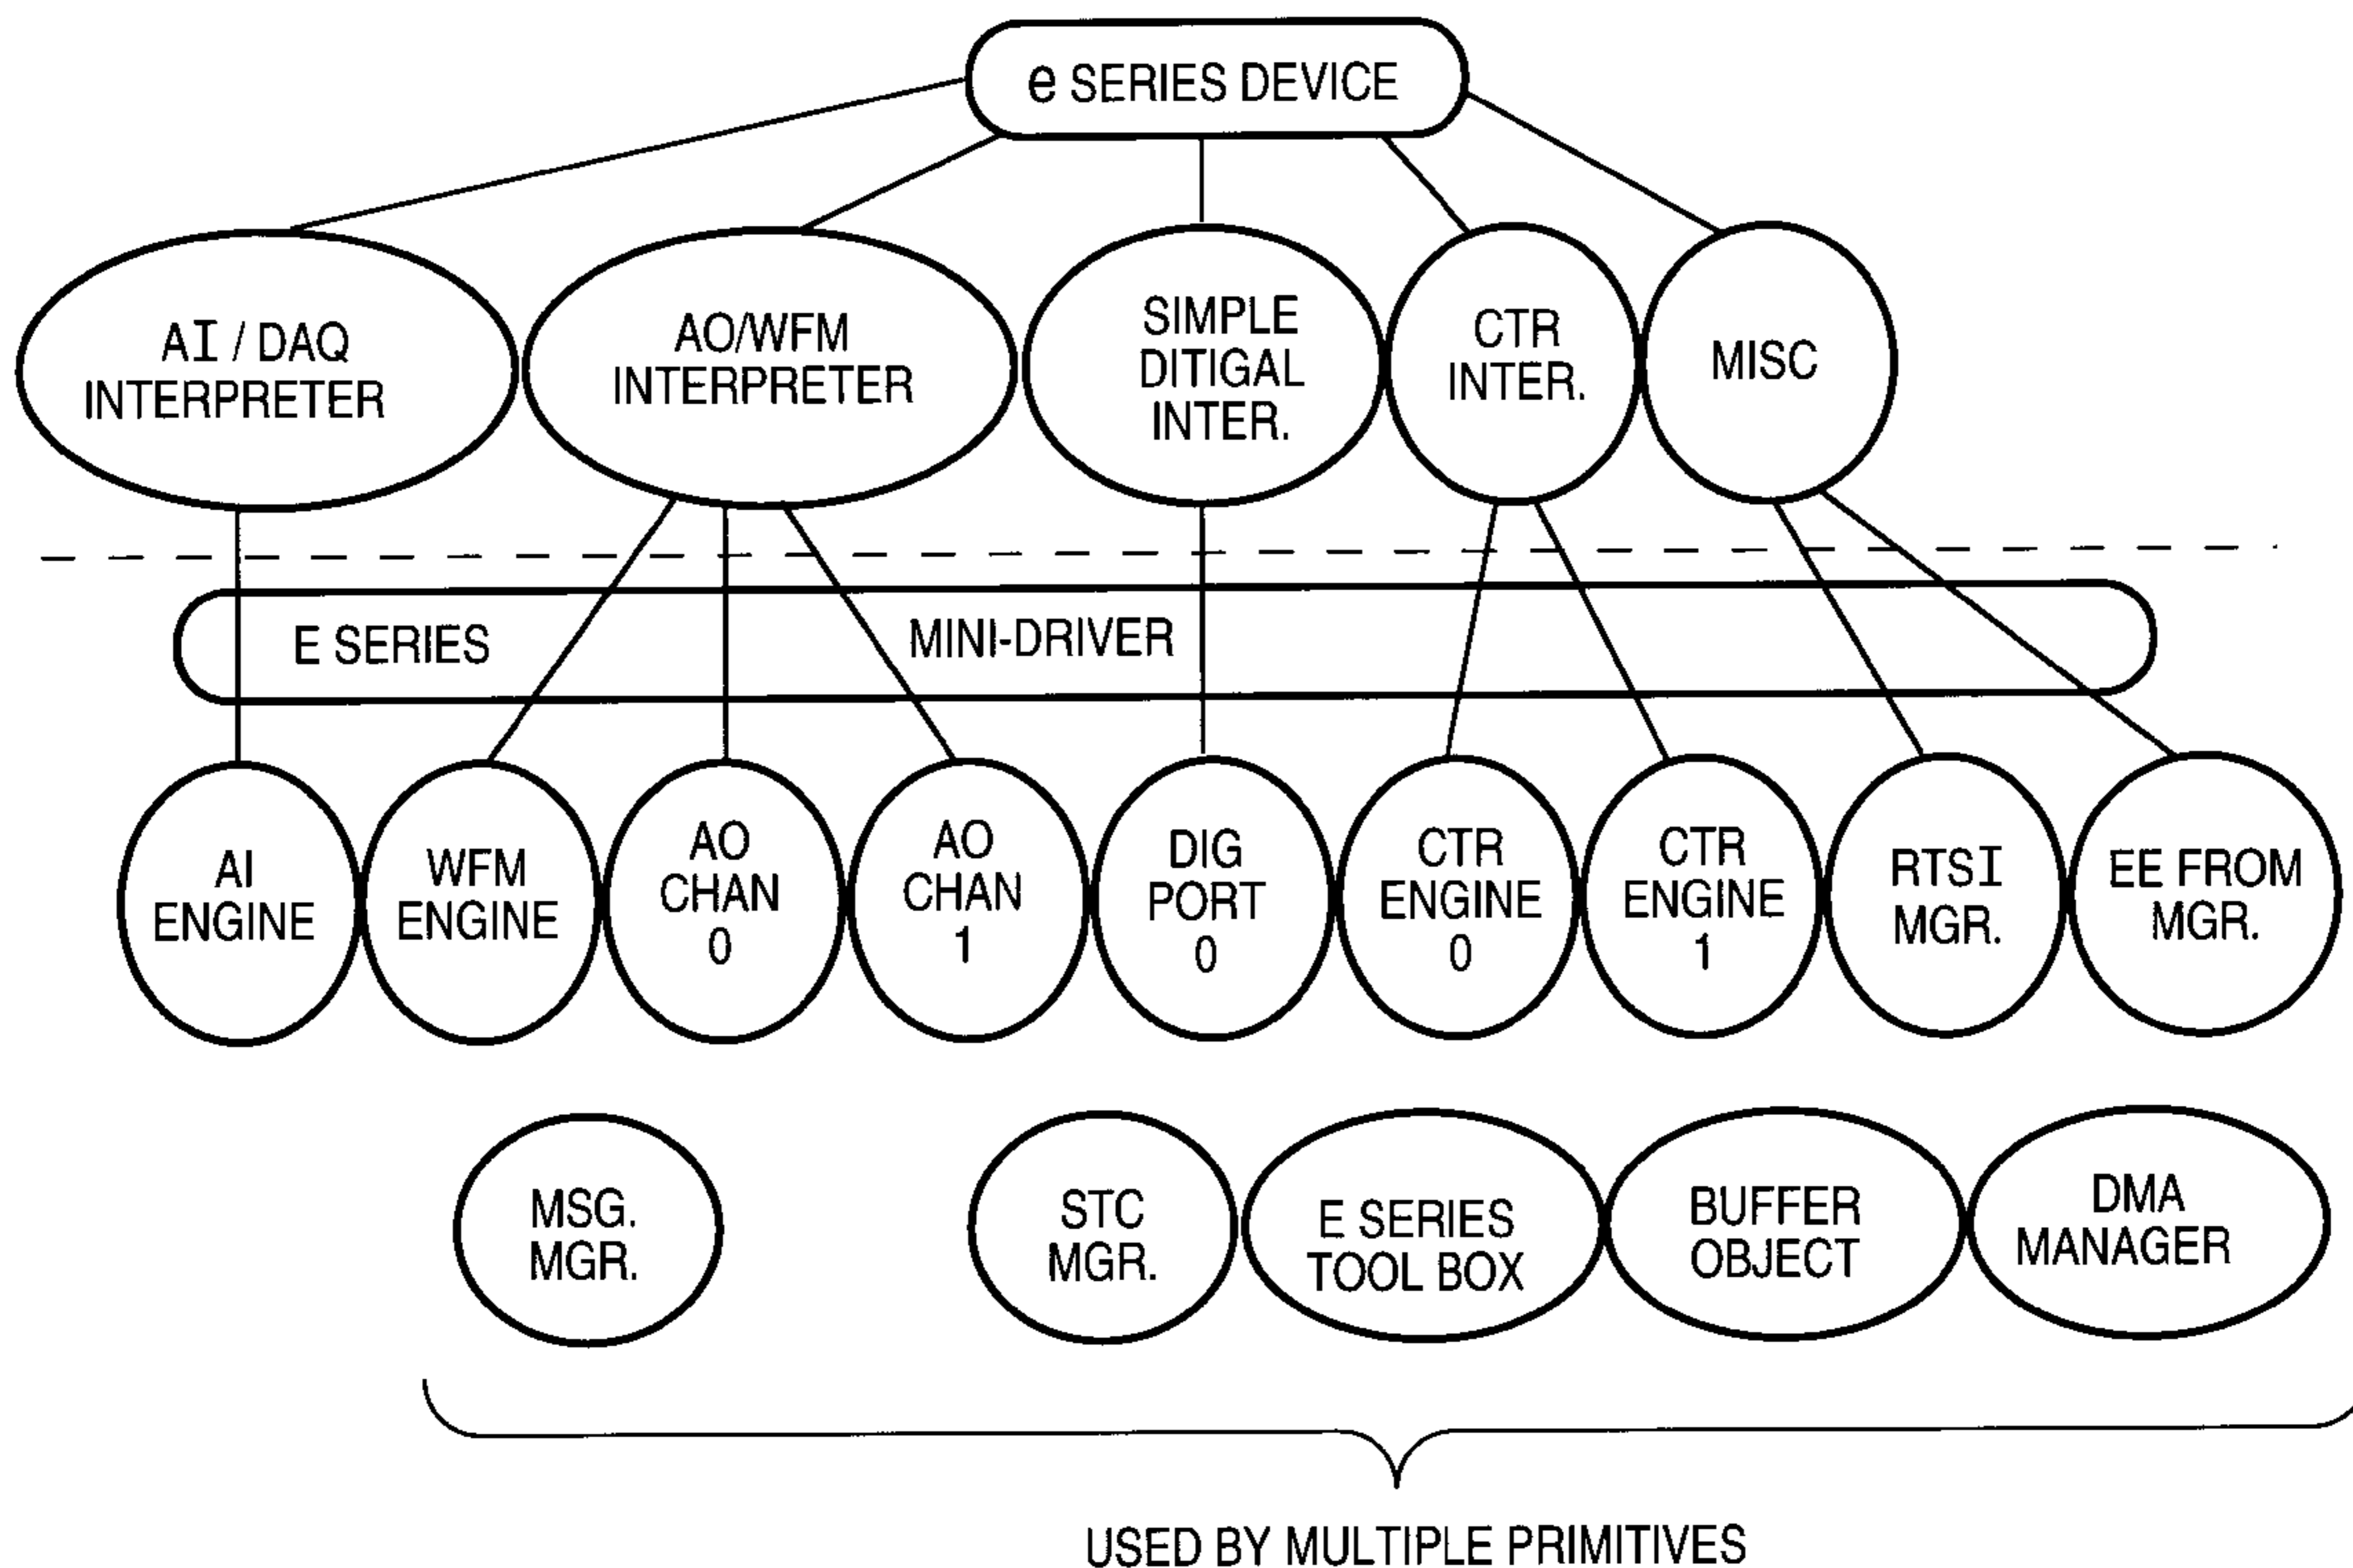 e SERIES DEVICE
AI / DAQ
INTERPRETER
AO/WFM
INTERPRETER
SIMPLE
DITIGAL
INTER.
CTR
INTER.
MISC
E SERIES
MINI-DRIVER
AI
ENGINE
WFM
ENGINE
AO
CHAN
0
AO
CHAN
1
DIG
PORT
0
CTR
ENGINE
0
CTR
ENGINE
1
RTSI
MGR.
EE FROM
MGR.
MSG.
MGR.
STC
MGR.
E SERIES
TOOL BOX
BUFFER
OBJECT
DMA
MANAGER
USED BY MULTIPLE PRIMITIVES